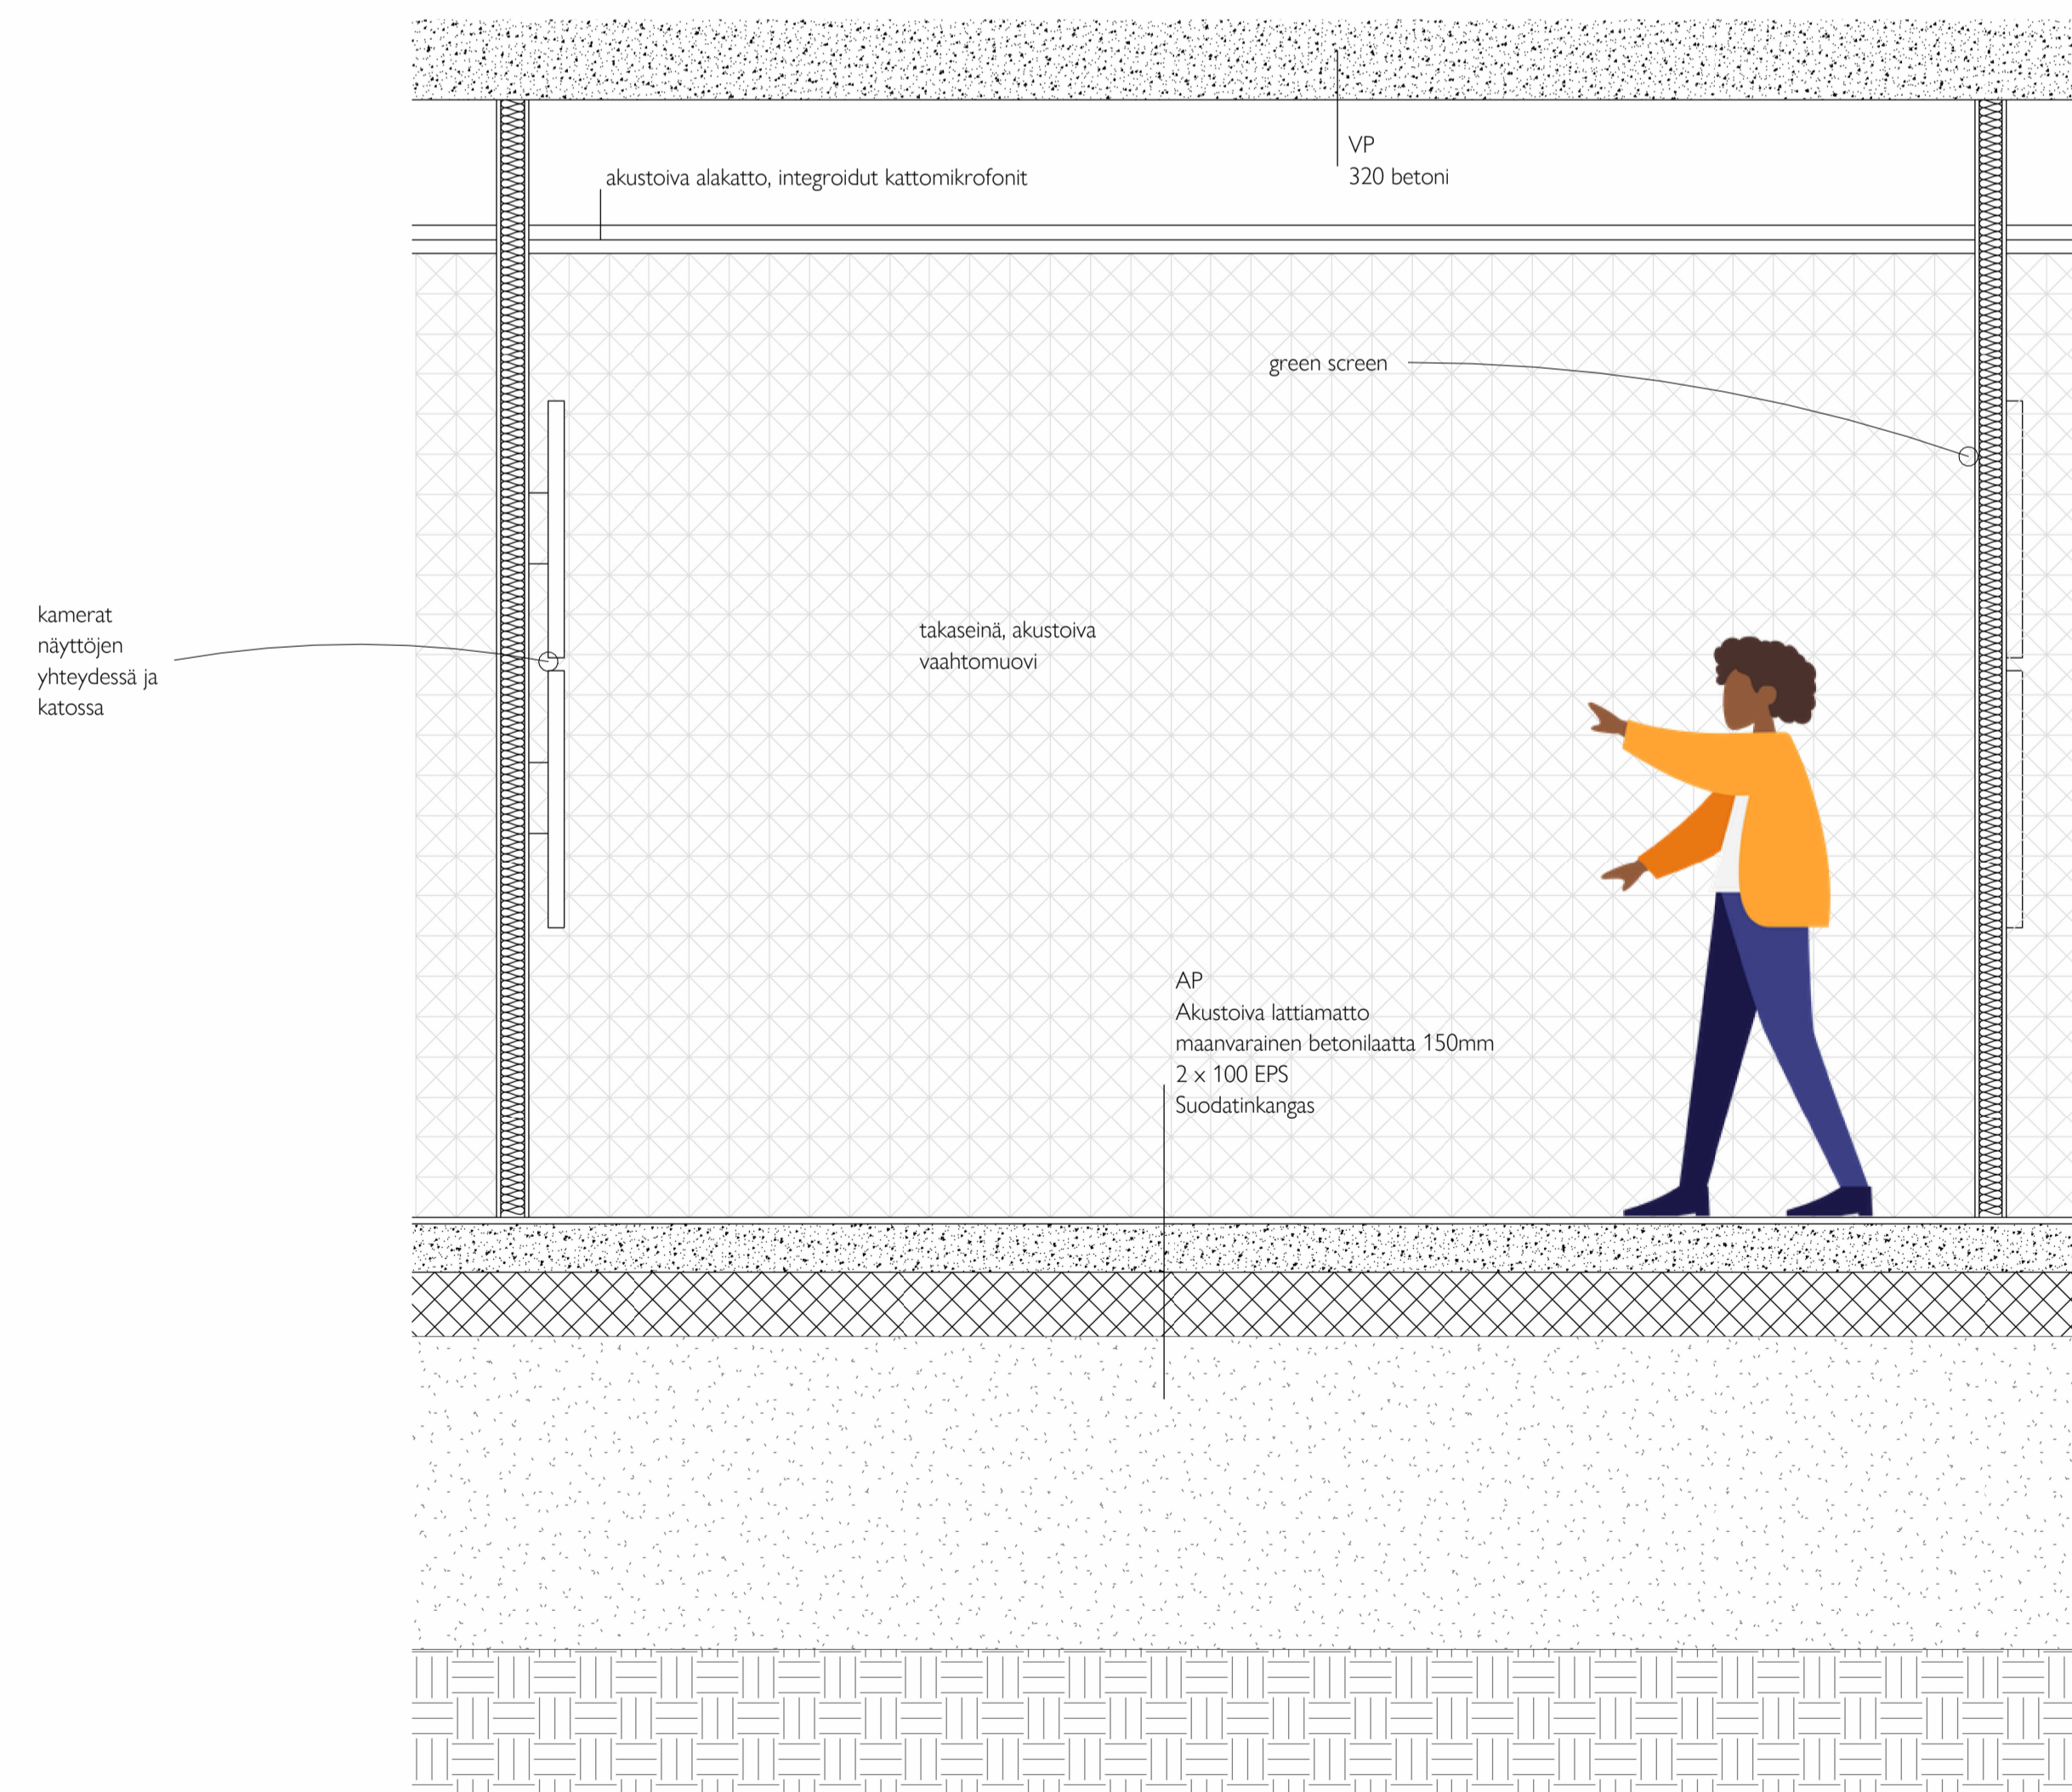 VP
320 betoni
akustoiva alakatto, integroidut kattomikrofonit
green screen
kamerat
näyttöjen
yhteydessä ja
katossa
takaseinä, akustoiva
vaahtomuovi
AP
Akustoiva lattiamatto
maanvarainen betonilaatta 150mm
2 x 100 EPS
Suodatinkangas